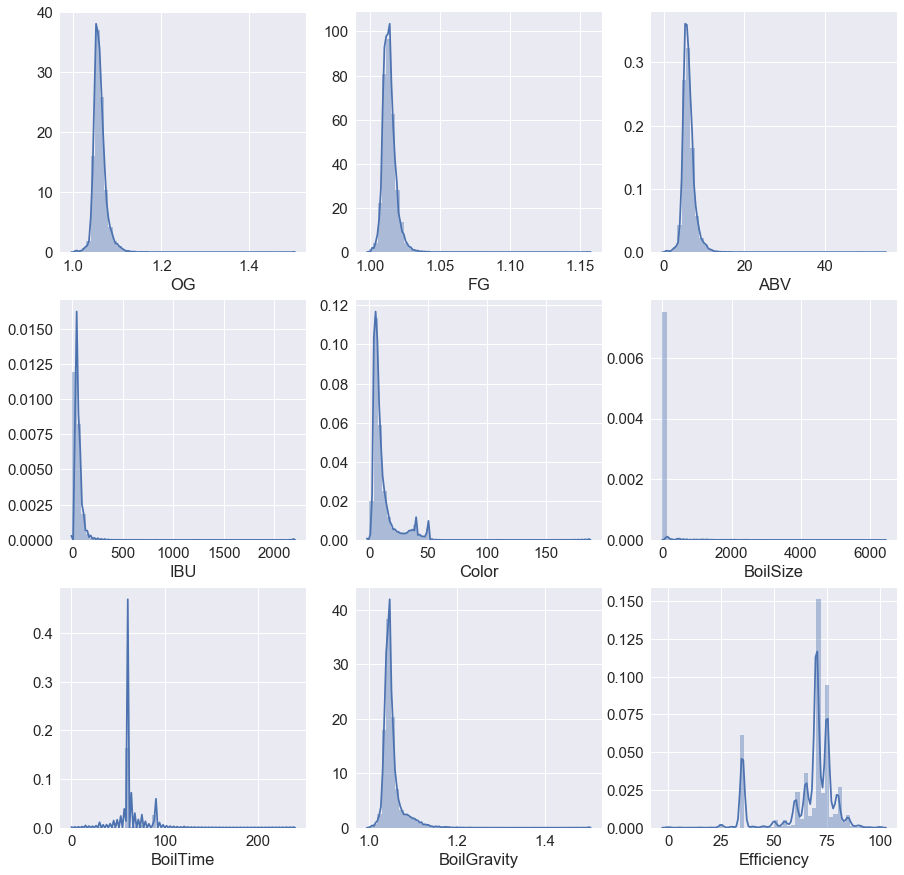 40
30
20
10
0
1.0 1.2 1.4
OG
100
80
60
40
20
0
1.00 1.05 1.10 1.15
FG
0.3
0.2
0.1
0.0
0 20 40
ABV
0.0150
0.0125
0.0100
0.0075
0.0050
0.0025
0.0000
0 500 1000 1500 2000
IBU
0.12
0.10
0.08
0.06
0.04
0.02
0.00
0 50 100 150
Color
0.006
0.004
0.002
0.000
0 2000 4000 6000
BoilSize
0.4
0.3
0.2
0.1
0.0
0 100 200
BoilTime
40
30
20
10
0
1.0 1.2 1.4
BoilGravity
0.150
0.125
0.100
0.075
0.050
0.025
0.000
0 25 50 75 100
Efficiency